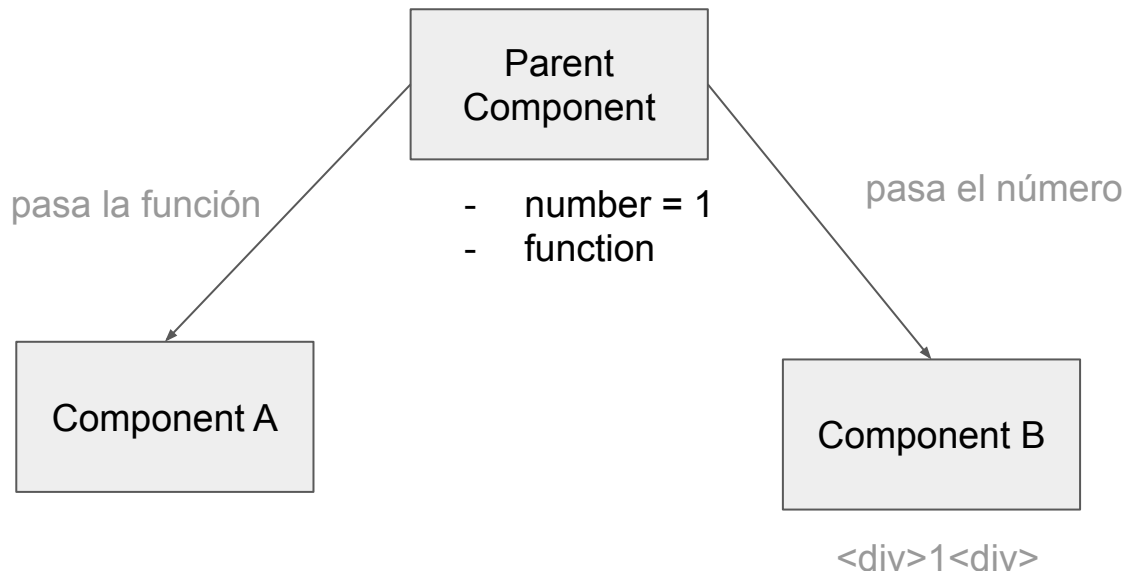 Parent
Component
pasa la función
pasa el número
- number = 1
- function
Component A
Component B
<div>1<div>